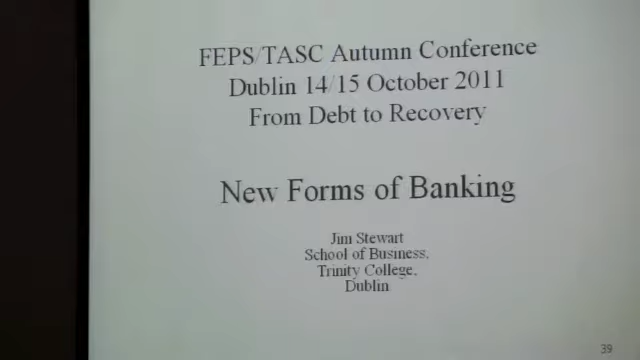 FEPS/TASC Autumn Conference
Dublin 14/15 October 2011
From Debt to Recovery
New Forms of Banking
Jim Stewart
School of Business,
Trinity College,
Dublin
39